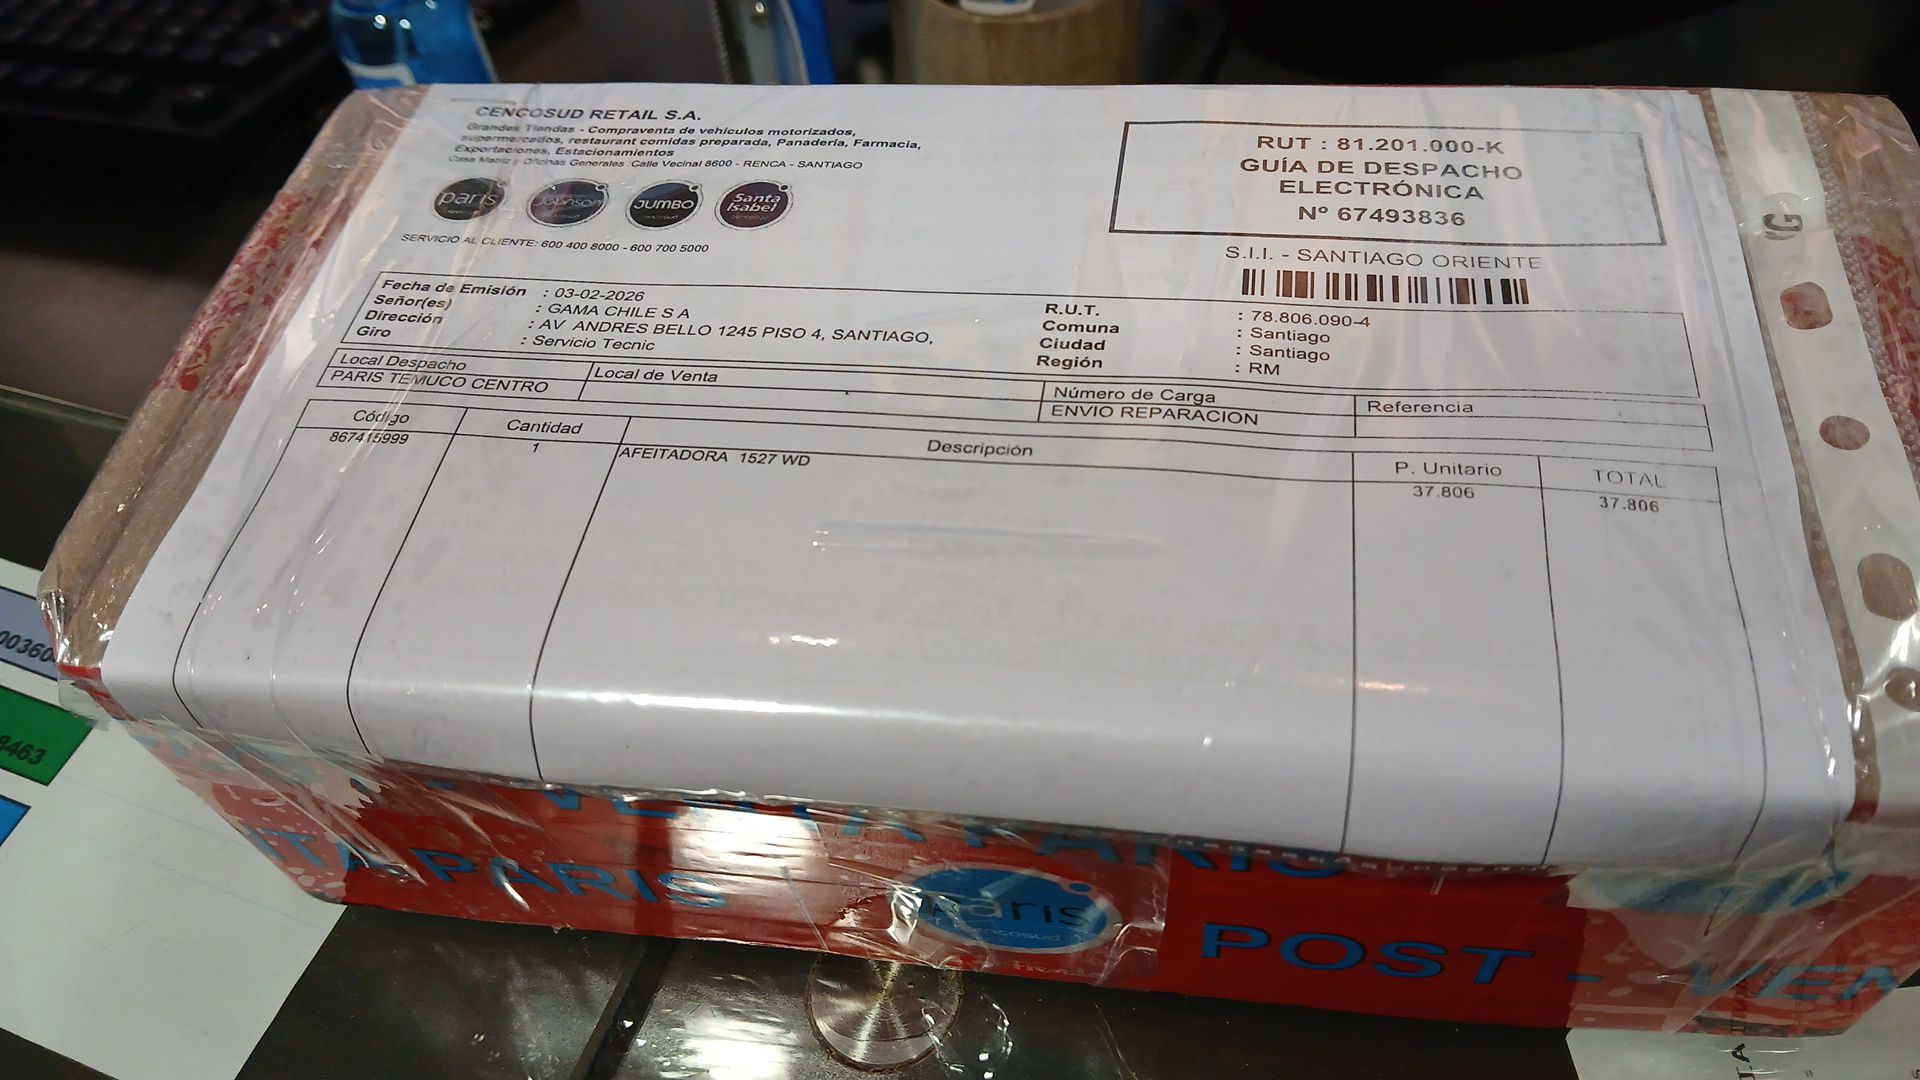 CENCOSUD RETAIL S.A.
Grandes Tiendas - Compraventa de vehículos motorizados,
supermercados, restaurant comidas preparada, Panadería, Farmacia,
Exportaciones, Estacionamientos
Casa Matriz y Oficinas Generales :Calle Vecinal 8600 - RENCA - SANTIAGO
paris Johnson JUMBO Santa Isabel
cencosud
SERVICIO AL CLIENTE: 600 400 8000 - 600 700 5000
RUT : 81.201.000-K
GUÍA DE DESPACHO
ELECTRÓNICA
Nº 67493836
S.I.I. - SANTIAGO ORIENTE
Fecha de Emisión : 03-02-2026
Señor(es) : GAMA CHILE S A
Dirección : AV ANDRES BELLO 1245 PISO 4, SANTIAGO,
Giro : Servicio Tecnic
R.U.T. : 78.806.090-4
Comuna : Santiago
Ciudad : Santiago
Región : RM
Local Despacho Local de Venta Número de Carga Referencia
PARIS TEMUCO CENTRO ENVIO REPARACION
Código Cantidad Descripción P. Unitario TOTAL
867415999 1 AFEITADORA 1527 WD 37.806 37.806
G
9463
VENTA PARIS
NTA PARIS
paris
cencosud
POST - VEN